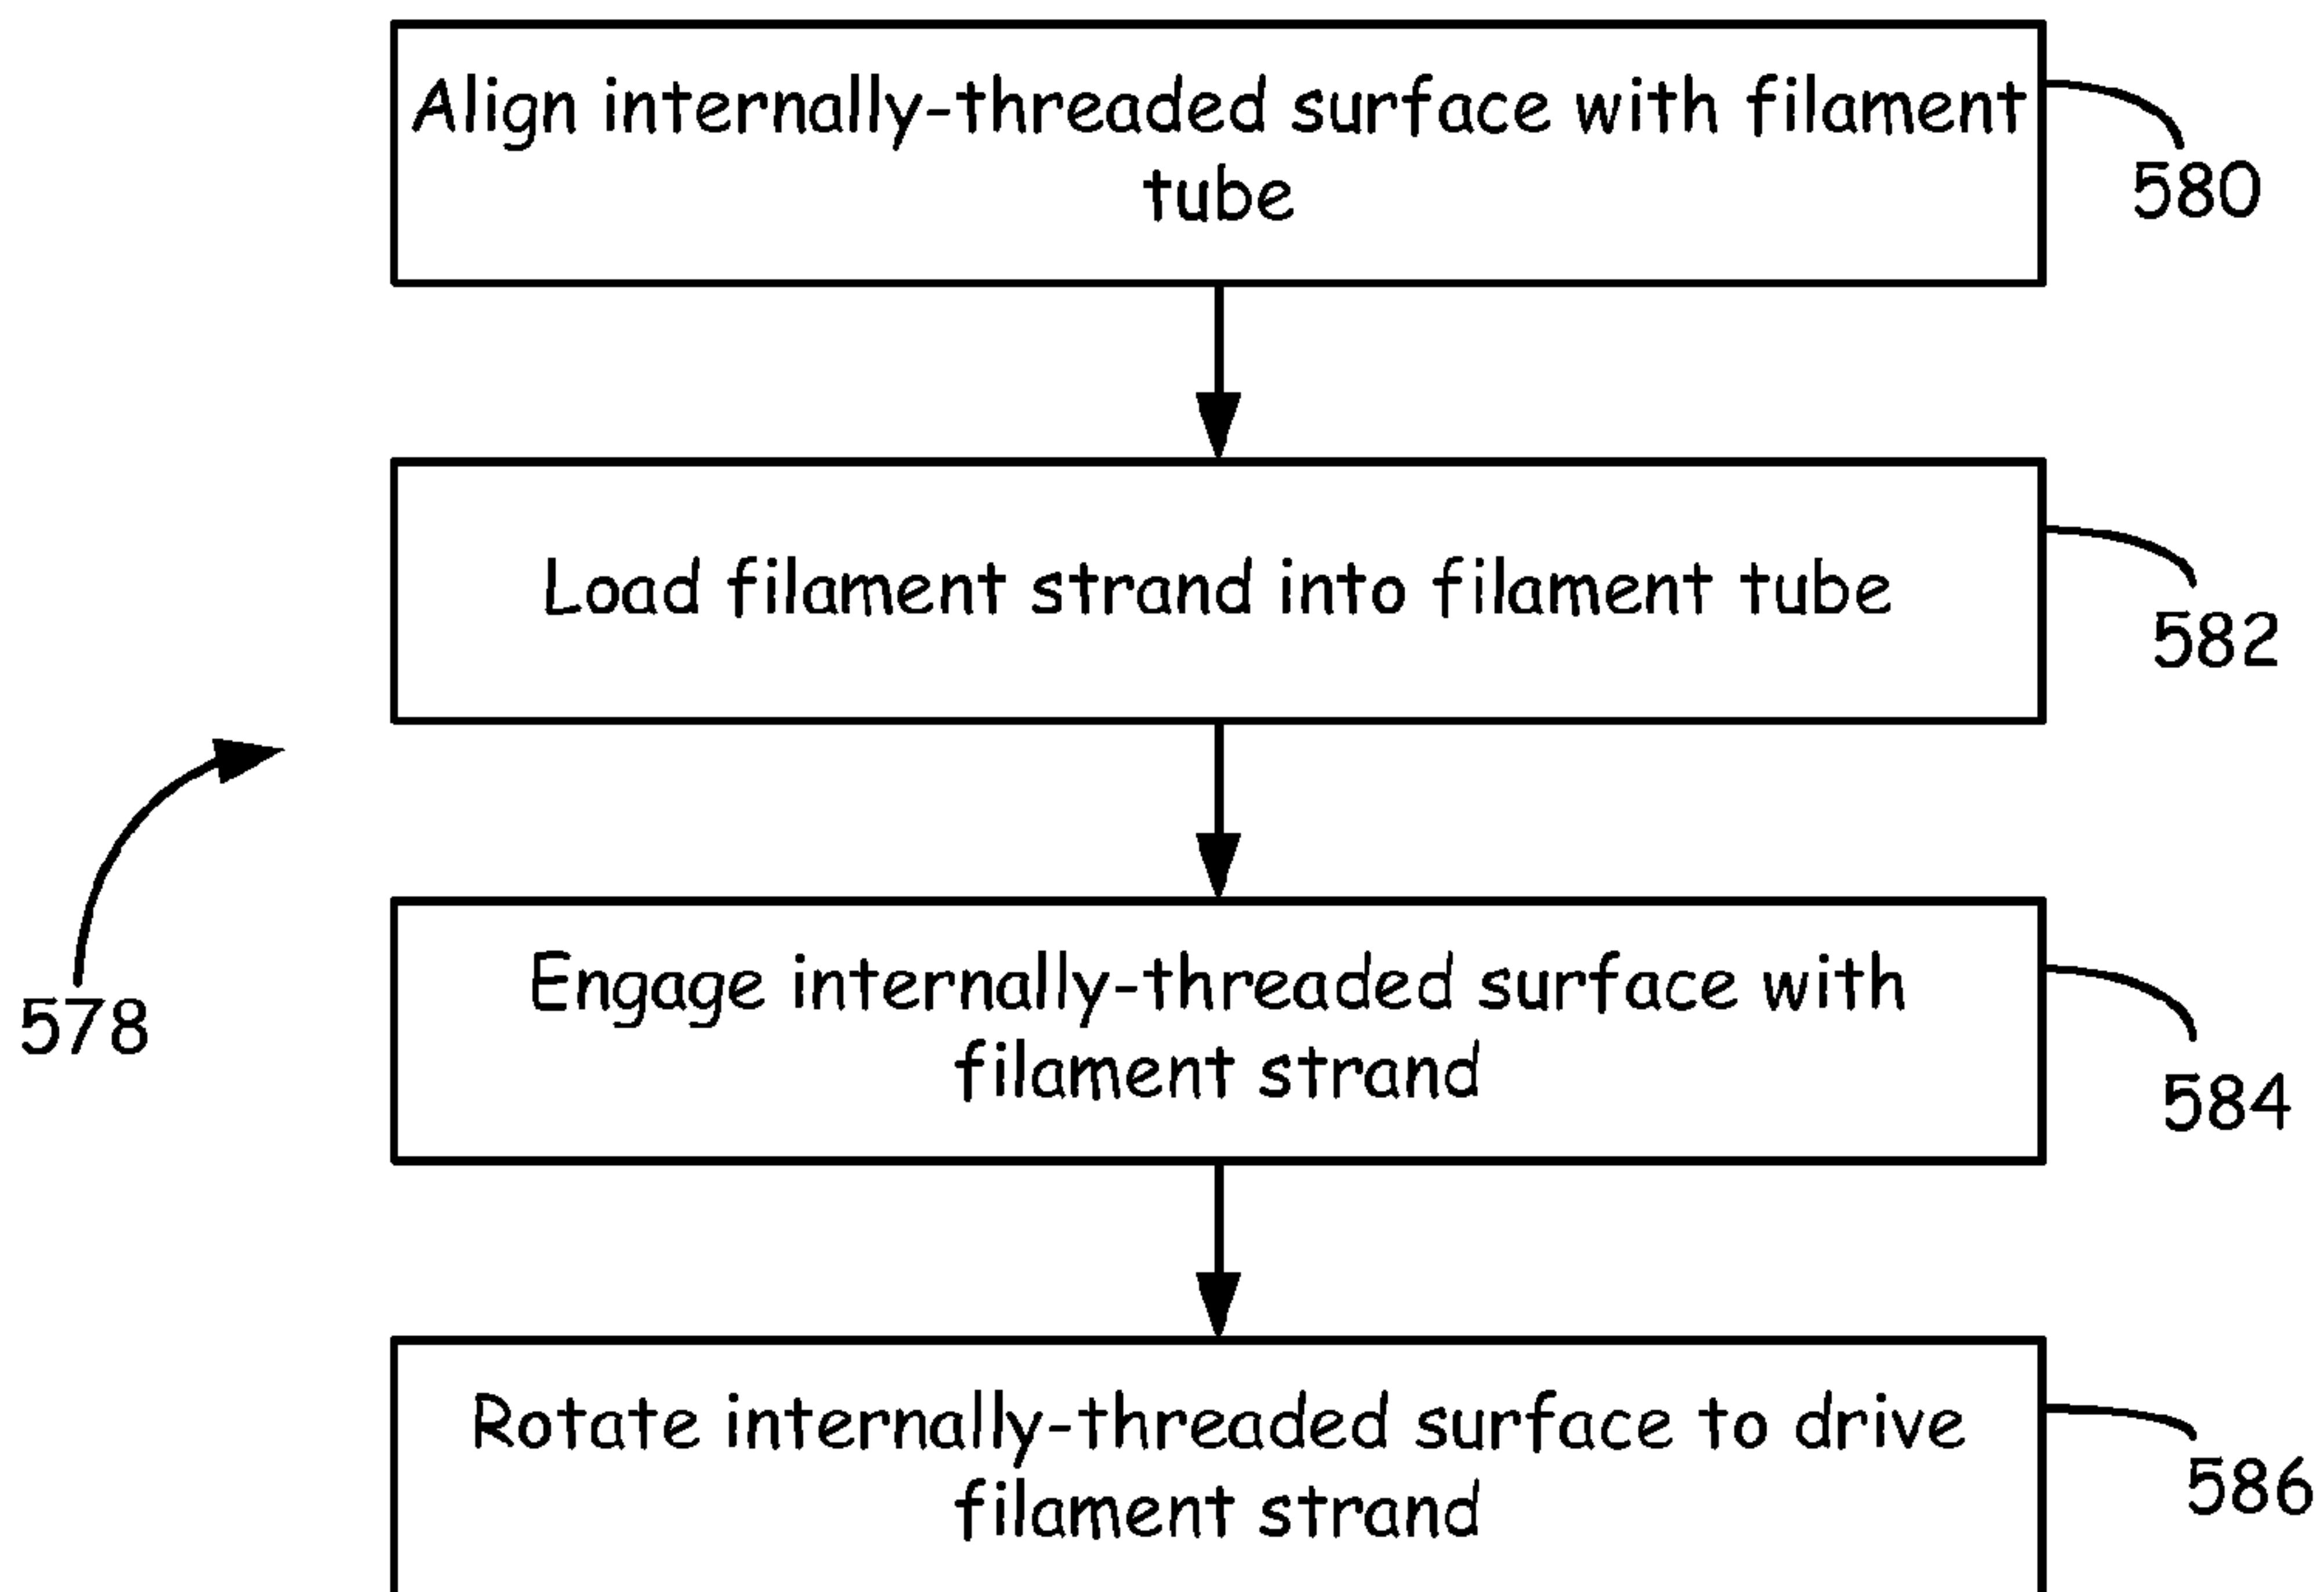 Align internally-threaded surface with filament
tube
580
Load filament strand into filament tube
582
578
Engage internally-threaded surface with
filament strand
584
Rotate internally-threaded surface to drive
filament strand
586